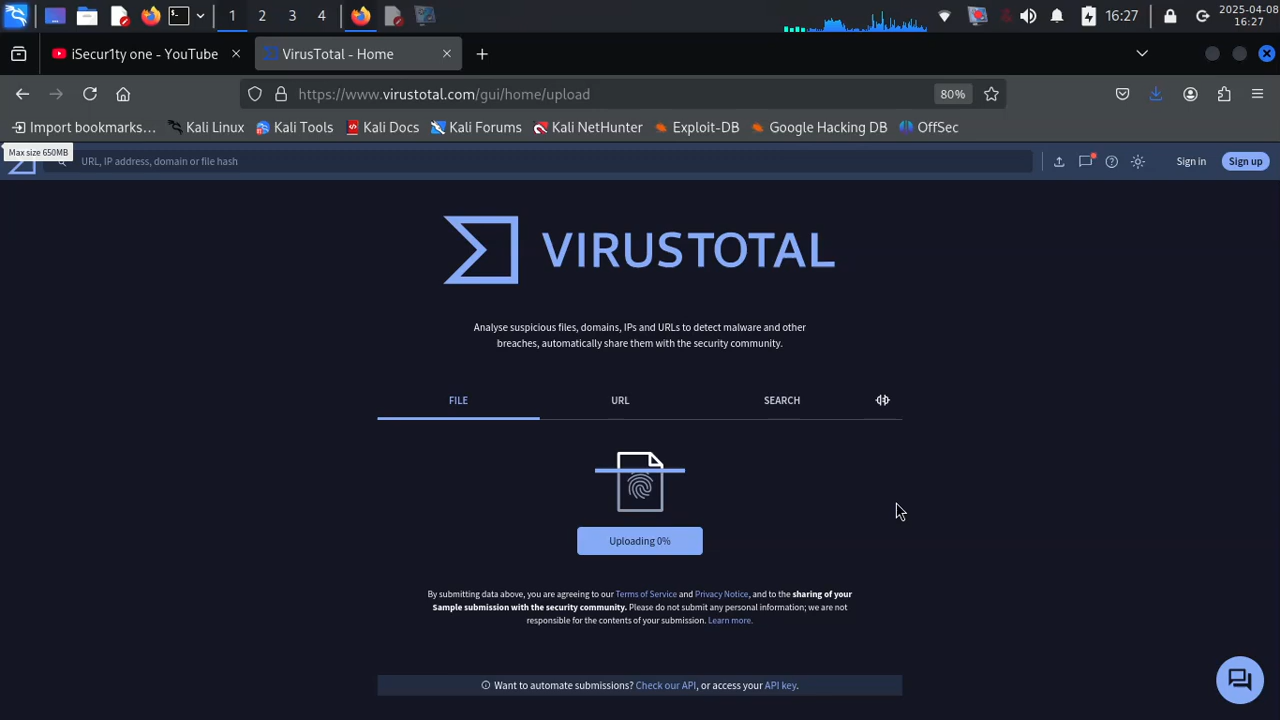 1 2 3 4 16:27 2025-04-08
16:27
iSecur1ty one - YouTube VirusTotal - Home
https://www.virustotal.com/gui/home/upload 80%
Import bookmarks... Kali Linux Kali Tools Kali Docs Kali Forums Kali NetHunter Exploit-DB Google Hacking DB OffSec
Max size 650MB
URL, IP address, domain or file hash Sign in Sign up
VIRUSTOTAL
Analyse suspicious files, domains, IPs and URLs to detect malware and other
breaches, automatically share them with the security community.
FILE URL SEARCH
Uploading 0%
By submitting data above, you are agreeing to our Terms of Service and Privacy Notice, and to the sharing of your
Sample submission with the security community. Please do not submit any personal information; we are not
responsible for the contents of your submission. Learn more.
Want to automate submissions? Check our API, or access your API key.